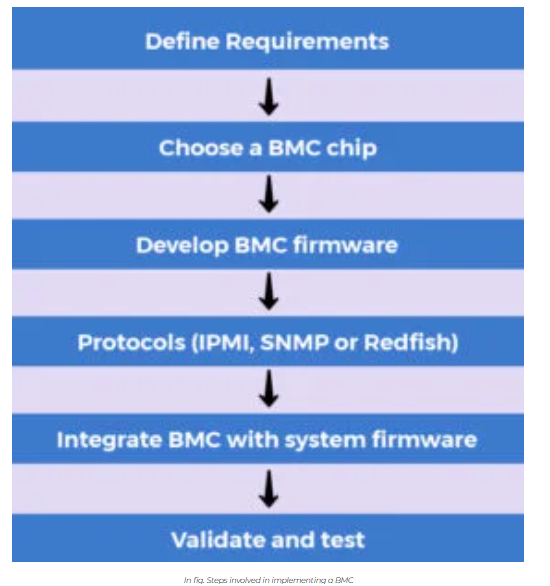 Define Requirements
Choose a BMC chip
Develop BMC firmware
Protocols (IPMI, SNMP or Redfish)
Integrate BMC with system firmware
Validate and test
In fig. Steps involved in implementing a BMC